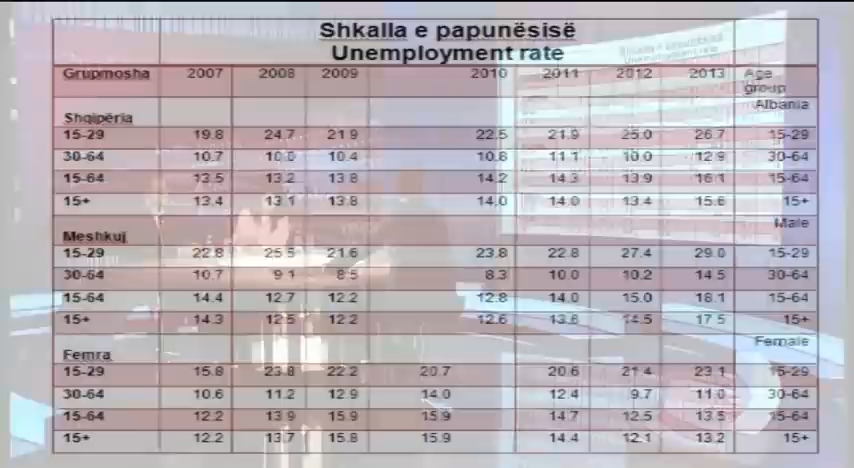 Shkalla e papunësisë
Unemployment rate
Grupmosha 2007 2008 2009 2010 2011 2012 2013 Age group
Shqipëria Albania
15-29 19.8 24.7 21.9 22.5 21.9 25.0 26.7 15-29
30-64 10.7 10.0 10.4 10.8 11.1 10.0 12.9 30-64
15-64 13.5 13.2 13.8 14.2 14.3 13.9 16.1 15-64
15+ 13.4 13.1 13.8 14.0 14.0 13.4 15.6 15+
Meshkuj Male
15-29 22.8 25.5 21.6 23.8 22.8 27.4 29.0 15-29
30-64 10.7 9.1 8.5 8.3 10.0 10.2 14.5 30-64
15-64 14.4 12.7 12.2 12.8 14.0 15.0 18.1 15-64
15+ 14.3 12.5 12.2 12.6 13.6 14.5 17.5 15+
Femra Female
15-29 15.8 23.8 22.2 20.7 20.6 21.4 23.1 15-29
30-64 10.6 11.2 12.9 14.0 12.4 9.7 11.0 30-64
15-64 12.2 13.9 15.9 15.9 14.7 12.5 13.5 15-64
15+ 12.2 13.7 15.8 15.9 14.4 12.1 13.2 15+